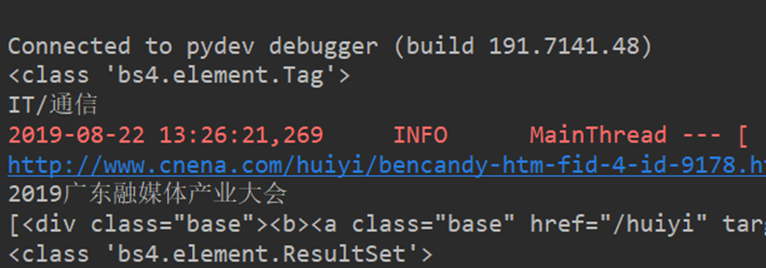 Connected to pydev debugger (build 191.7141.48)
<class 'bs4.element.Tag'>
IT/通信
2019-08-22 13:26:21,269 INFO MainThread --- [
http://www.cnena.com/huiyi/bencandy-htm-fid-4-id-9178.h
2019广东融媒体产业大会
[<div class="base"><b><a class="base" href="/huiyi" tar
<class 'bs4.element.ResultSet'>